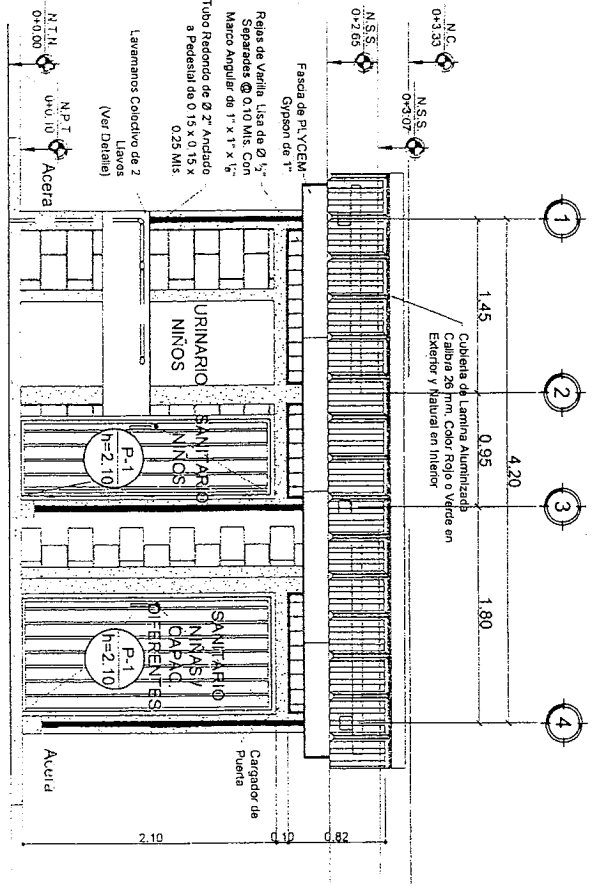 1
2
3
4
4.20
1.45
0.95
1.80
N.C.
0+3.33
N.S.S.
0+3.07
N.S.S.
0+2.65
Cubierta de Lamina Aluminizada
Calibra 26 mm, Color Rojo o Verde en
Exterior y Natural en Interior
Fascia de PLYCEM
Gypson de 1"
Rejas de Varilla Lisa de Ø ½"
Separadas @ 0.10 Mts. Con
Marco Angular de 1" x 1" x ⅛"
Tubo Redondo de Ø 2" Anclado
a Pedestal de 0.15 x 0.15 x
0.25 Mts.
Lavamanos Colectivo de 2
Llaves
(Ver Detalle)
URINARIO
NIÑOS
SANITARIO
NIÑOS
P-1
h=2.10
SANITARIO
NIÑAS Y
CAPAC.
DIFERENTES
P-1
h=2.10
Cargador de
Puerta
0.82
0.10
2.10
N.T.N.
0+0.00
N.P.T.
0+0.10
Acera
Acera